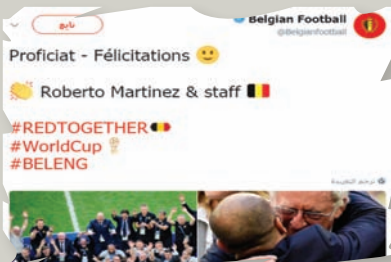 تابع
Belgian Football
@Belgianfootball
Proficiat - Félicitations 🙂
👏 Roberto Martinez & staff 🇧🇪
#REDTOGETHER
#WorldCup
#BELENG
ترجم التغريدة